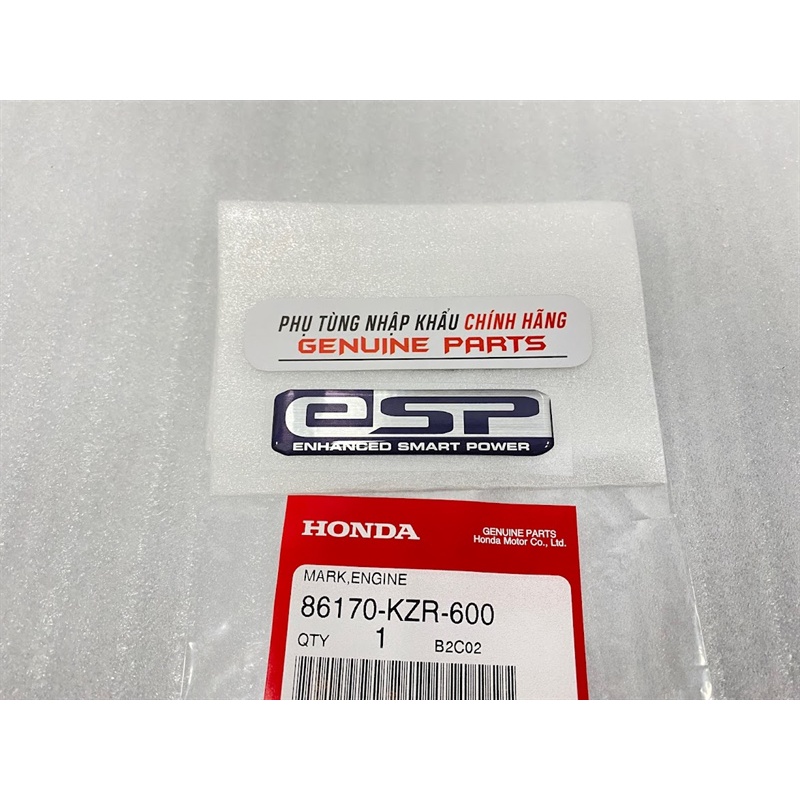 PHỤ TÙNG NHẬP KHẨU CHÍNH HÃNG
GENUINE PARTS
eSP
ENHANCED SMART POWER
HONDA
GENUINE PARTS
Honda Motor Co., Ltd.
MARK,ENGINE
86170-KZR-600
QTY 1 B2C02